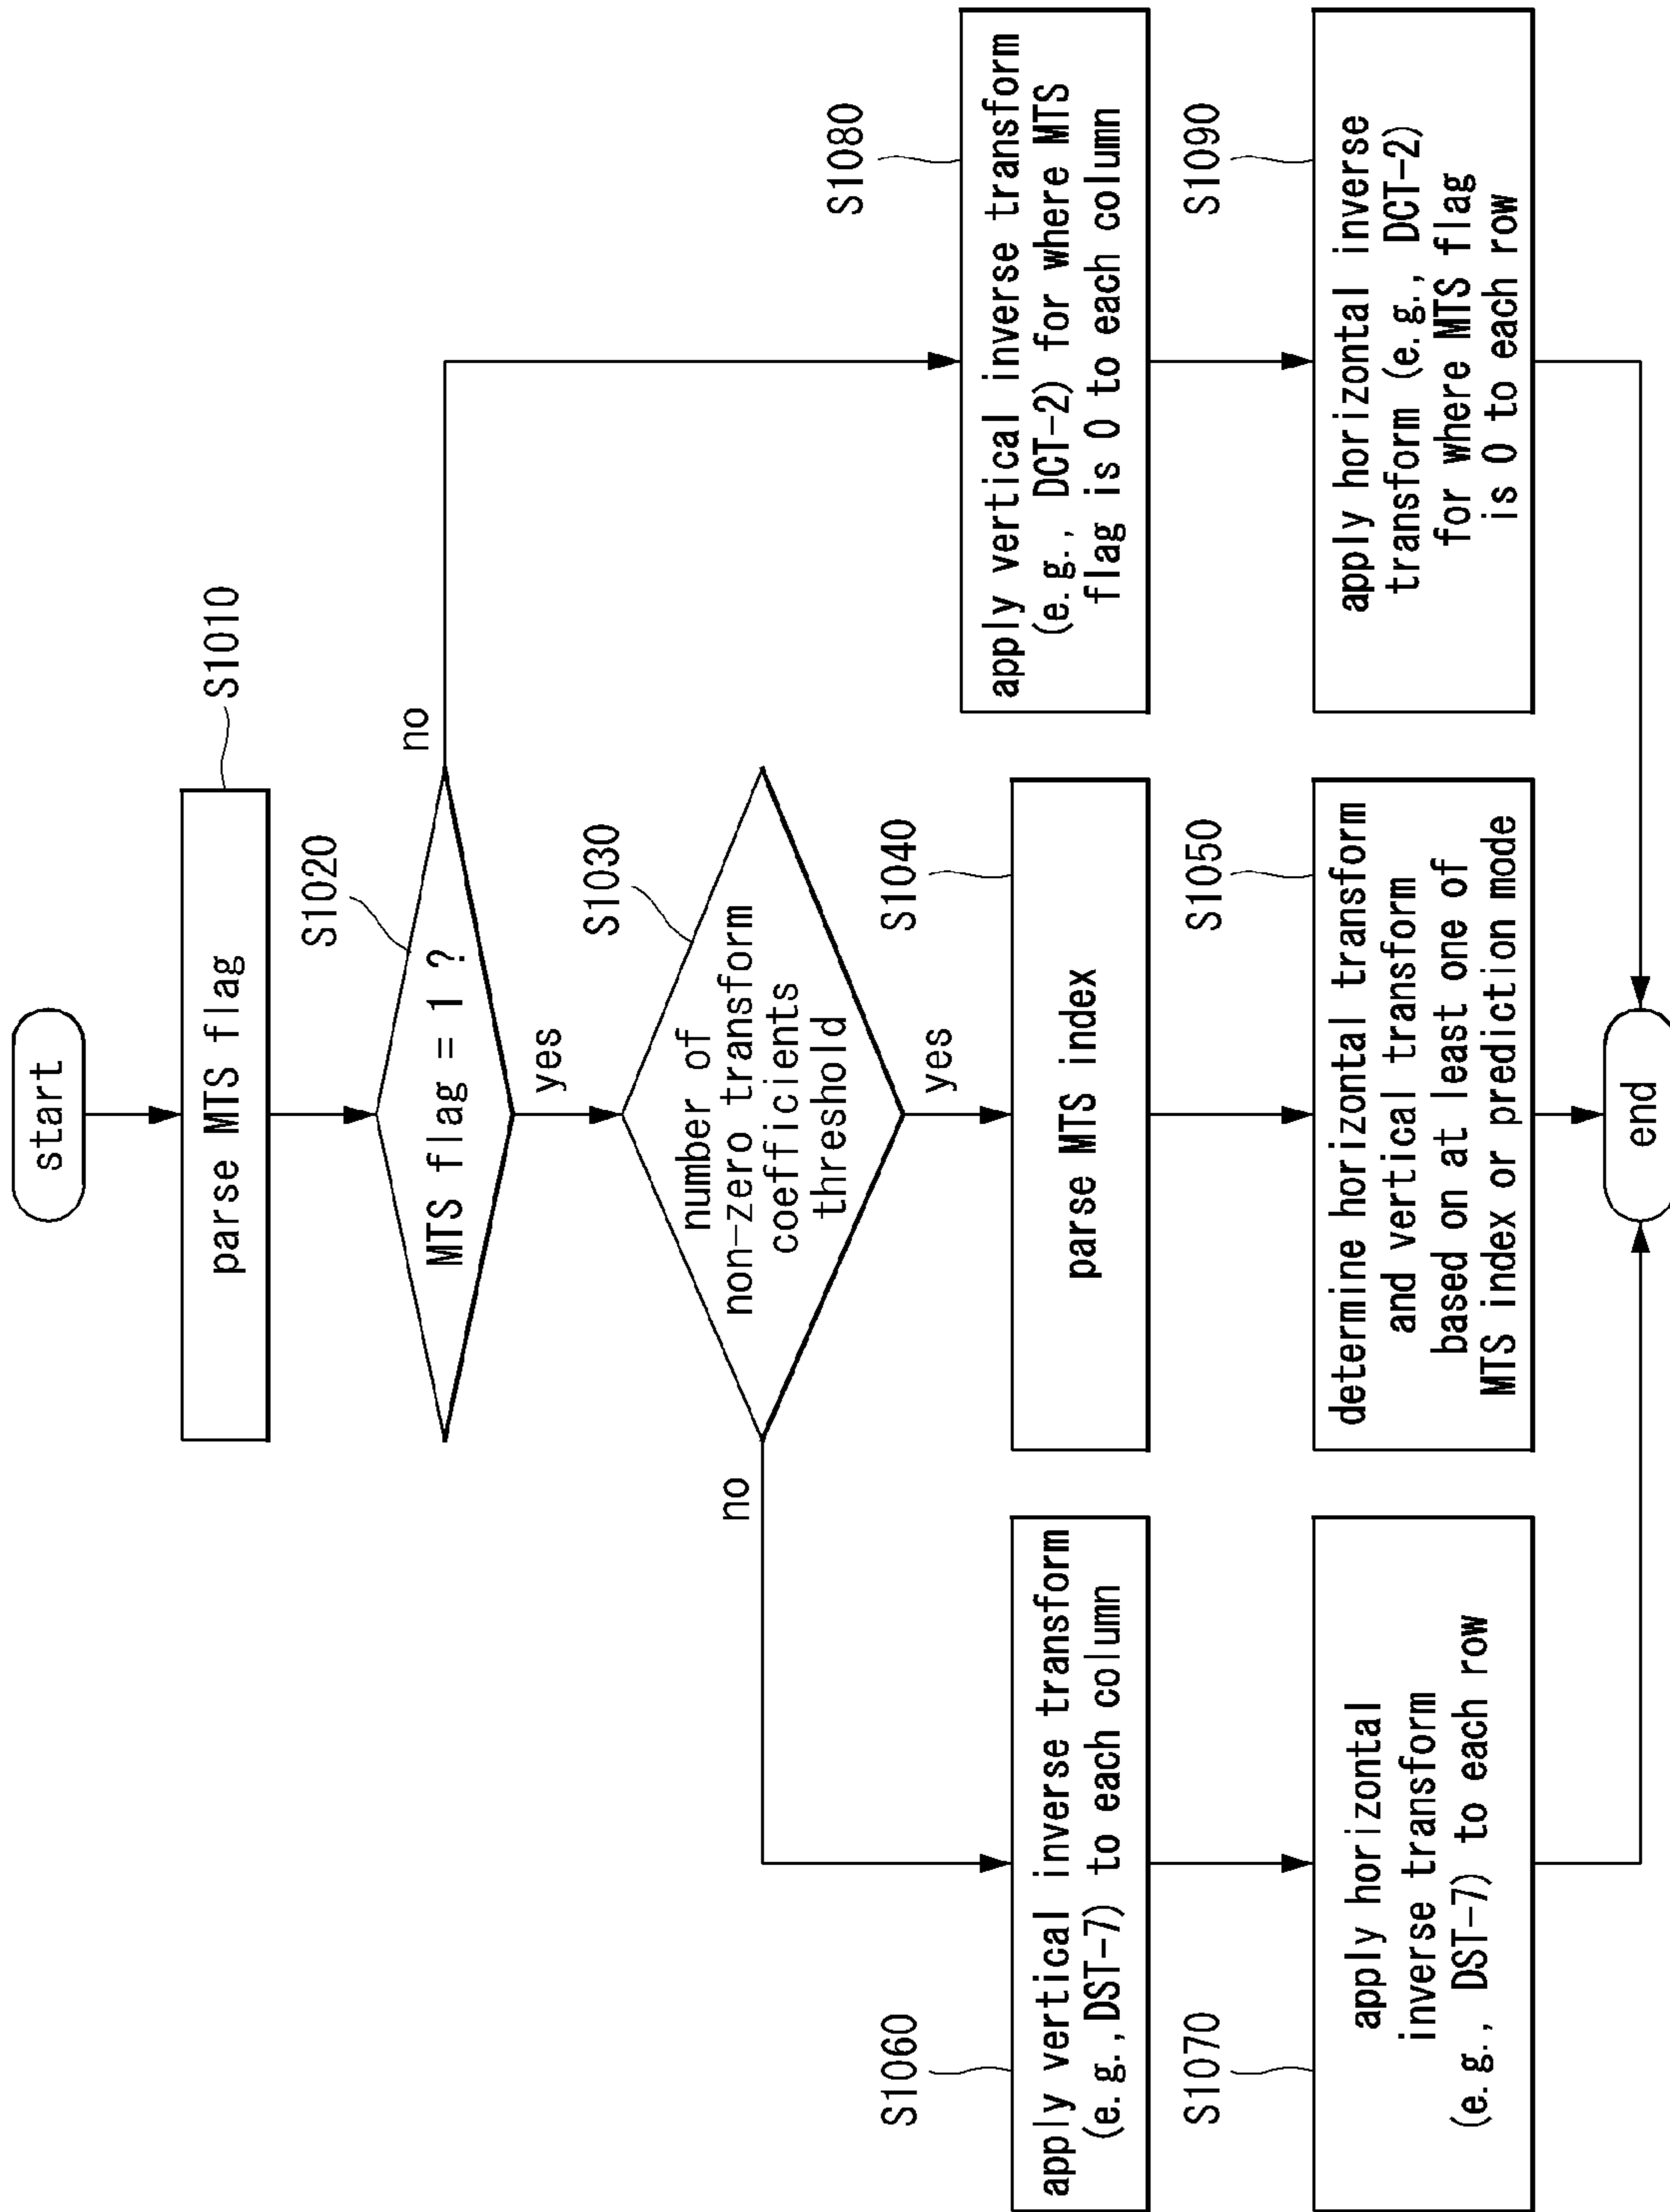 start
S1010
parse MTS flag
S1020
MTS flag = 1 ?
no
yes
S1030
number of
non-zero transform
coefficients
threshold
no
yes
S1060
apply vertical inverse transform
(e.g.,DST-7) to each column
S1040
parse MTS index
S1080
apply vertical inverse transform
(e.g., DCT-2) for where MTS
flag is 0 to each column
S1070
apply horizontal
inverse transform
(e.g., DST-7) to each row
S1050
determine horizontal transform
and vertical transform
based on at least one of
MTS index or prediction mode
S1090
apply horizontal inverse
transform (e.g., DCT-2)
for where MTS flag
is 0 to each row
end